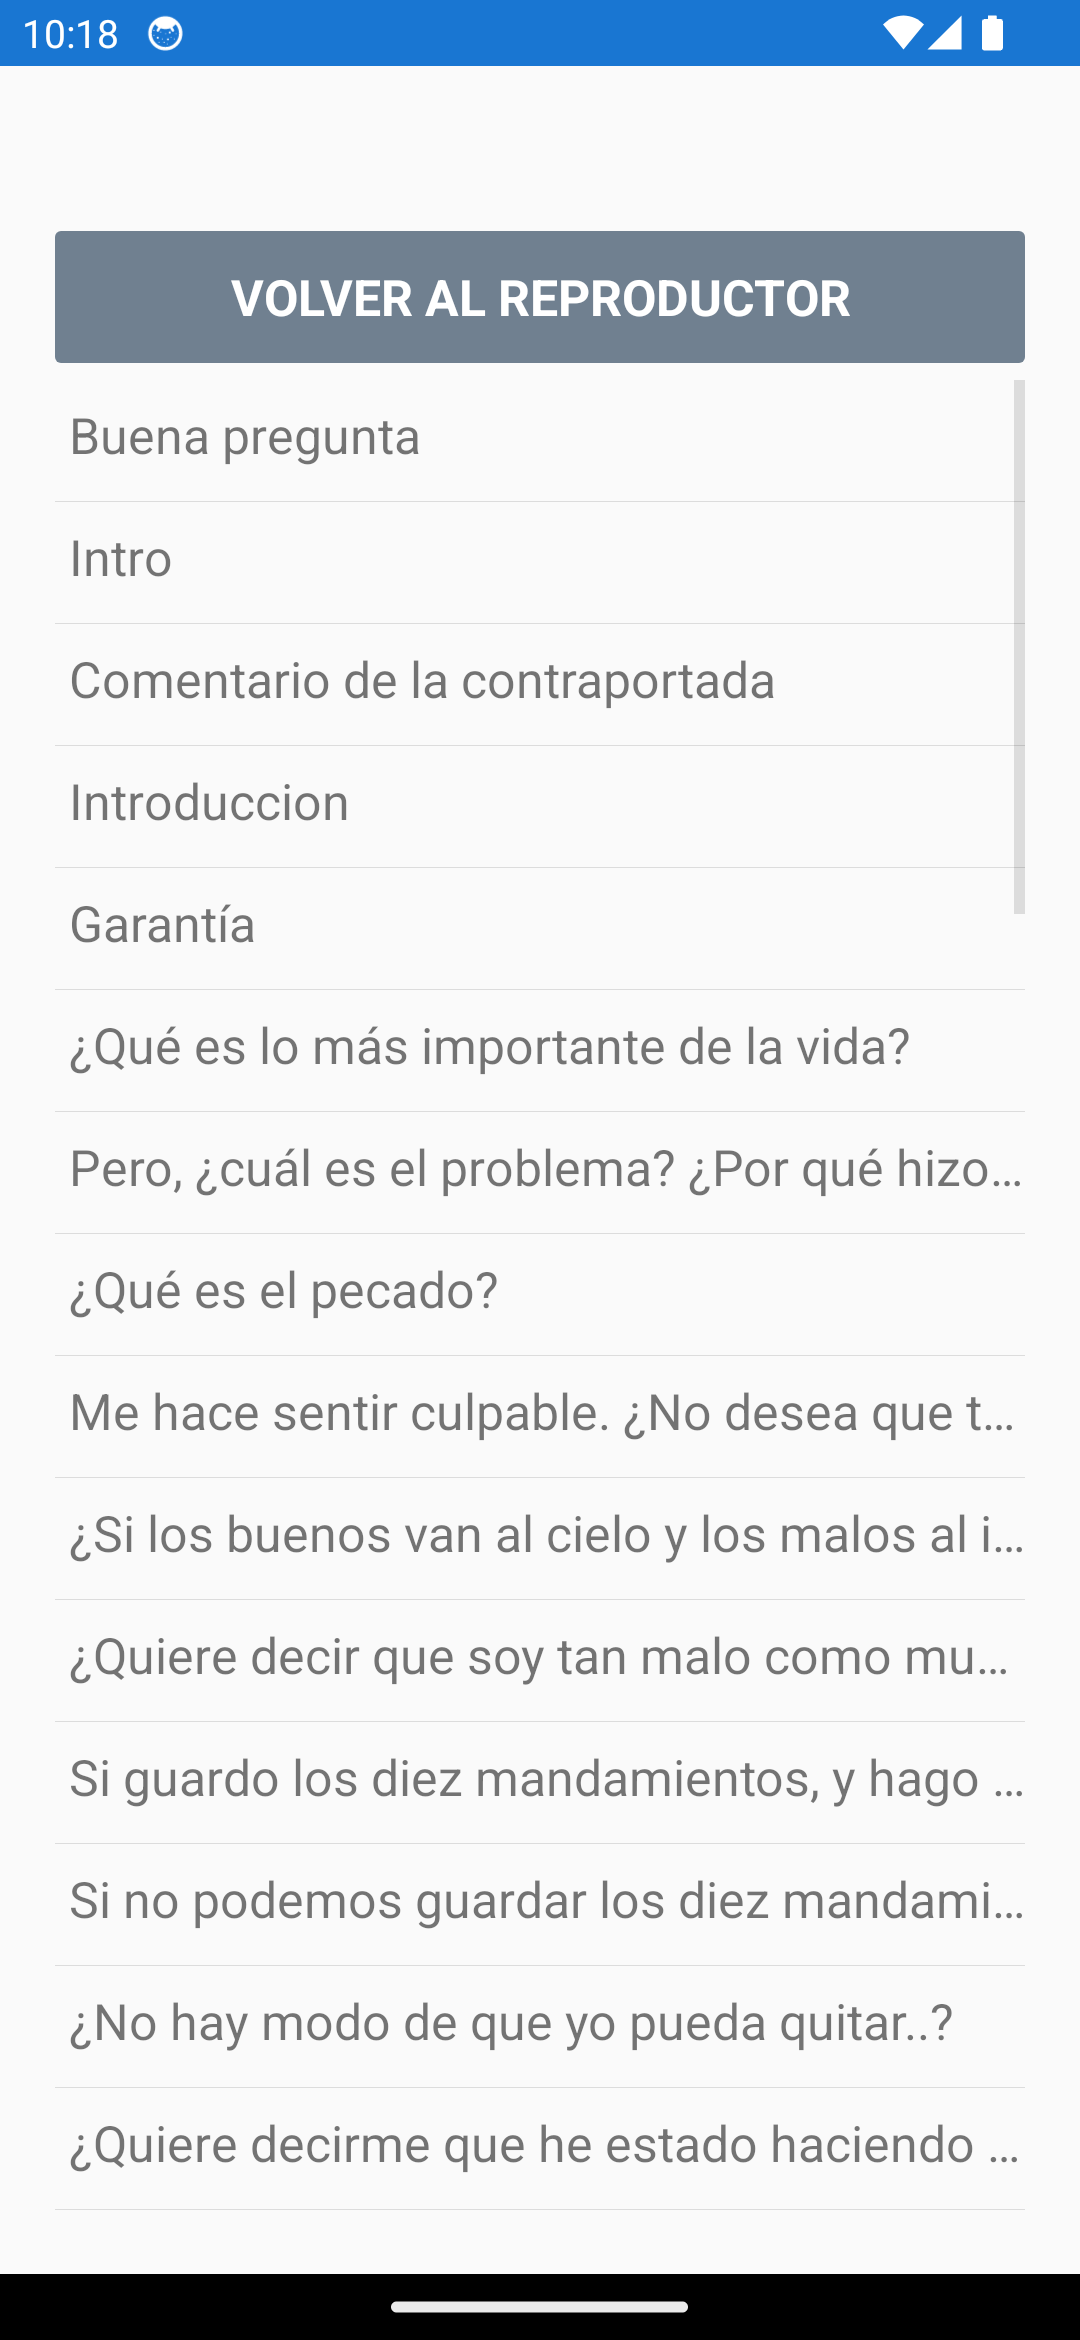 10:18
VOLVER AL REPRODUCTOR
Buena pregunta
Intro
Comentario de la contraportada
Introduccion
Garantía
¿Qué es lo más importante de la vida?
Pero, ¿cuál es el problema? ¿Por qué hizo...
¿Qué es el pecado?
Me hace sentir culpable. ¿No desea que t...
¿Si los buenos van al cielo y los malos al i...
¿Quiere decir que soy tan malo como mu...
Si guardo los diez mandamientos, y hago ...
Si no podemos guardar los diez mandami...
¿No hay modo de que yo pueda quitar..?
¿Quiere decirme que he estado haciendo ...